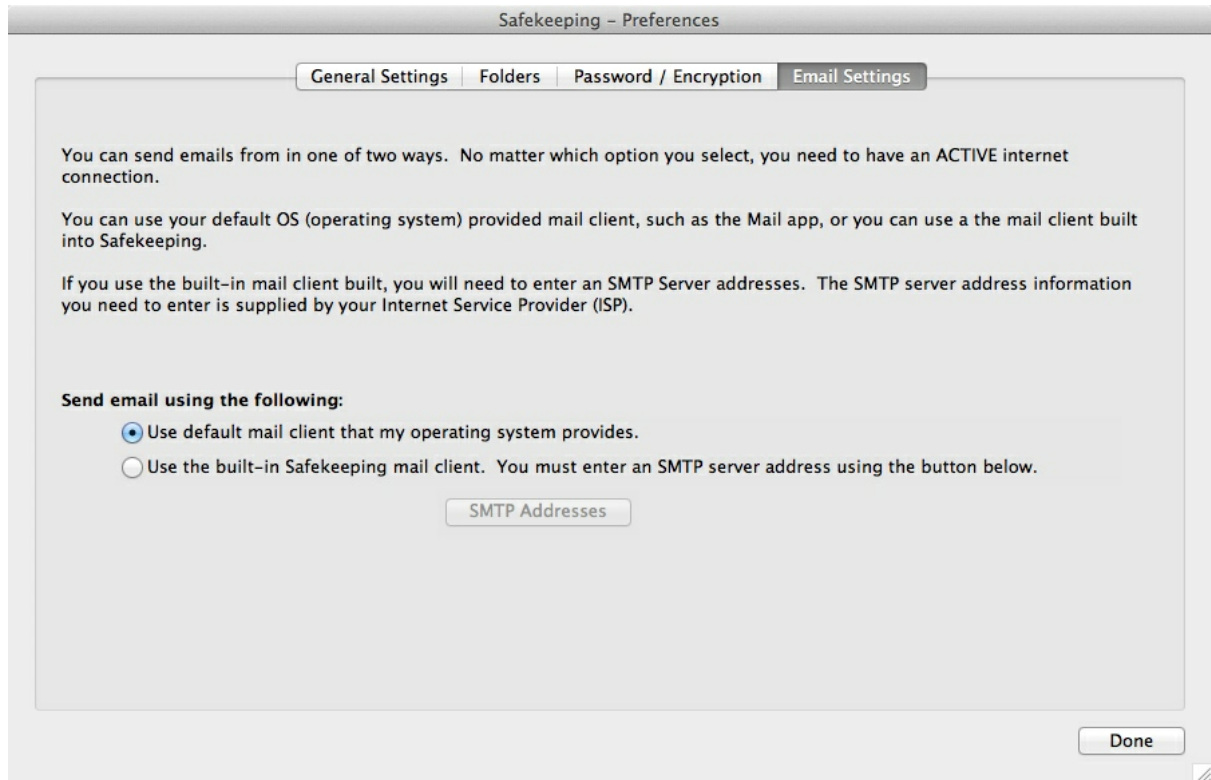 Safekeeping – Preferences
General Settings
Folders
Password / Encryption
Email Settings
You can send emails from in one of two ways.  No matter which option you select, you need to have an ACTIVE internet
connection.
You can use your default OS (operating system) provided mail client, such as the Mail app, or you can use a the mail client built
into Safekeeping.
If you use the built-in mail client built, you will need to enter an SMTP Server addresses.  The SMTP server address information
you need to enter is supplied by your Internet Service Provider (ISP).
Send email using the following:
Use default mail client that my operating system provides.
Use the built-in Safekeeping mail client.  You must enter an SMTP server address using the button below.
SMTP Addresses
Done